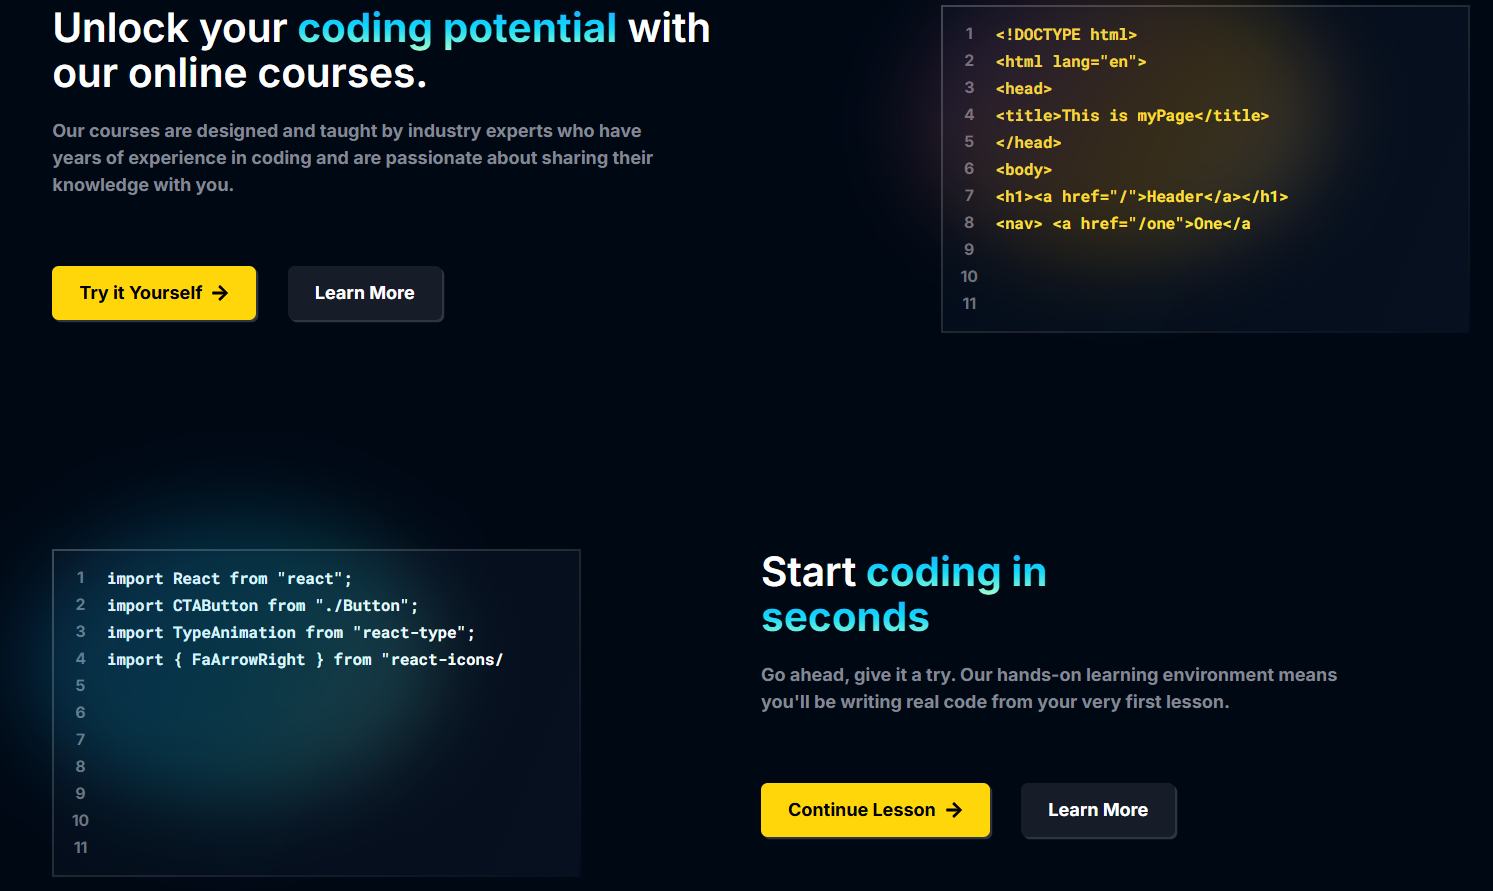 Unlock your coding potential with
our online courses.
Our courses are designed and taught by industry experts who have
years of experience in coding and are passionate about sharing their
knowledge with you.
Try it Yourself →
Learn More
1 <!DOCTYPE html>
2 <html lang="en">
3 <head>
4 <title>This is myPage</title>
5 </head>
6 <body>
7 <h1><a href="/">Header</a></h1>
8 <nav> <a href="/one">One</a
9
10
11
1 import React from "react";
2 import CTAButton from "./Button";
3 import TypeAnimation from "react-type";
4 import { FaArrowRight } from "react-icons/
5
6
7
8
9
10
11
Start coding in
seconds
Go ahead, give it a try. Our hands-on learning environment means
you'll be writing real code from your very first lesson.
Continue Lesson →
Learn More